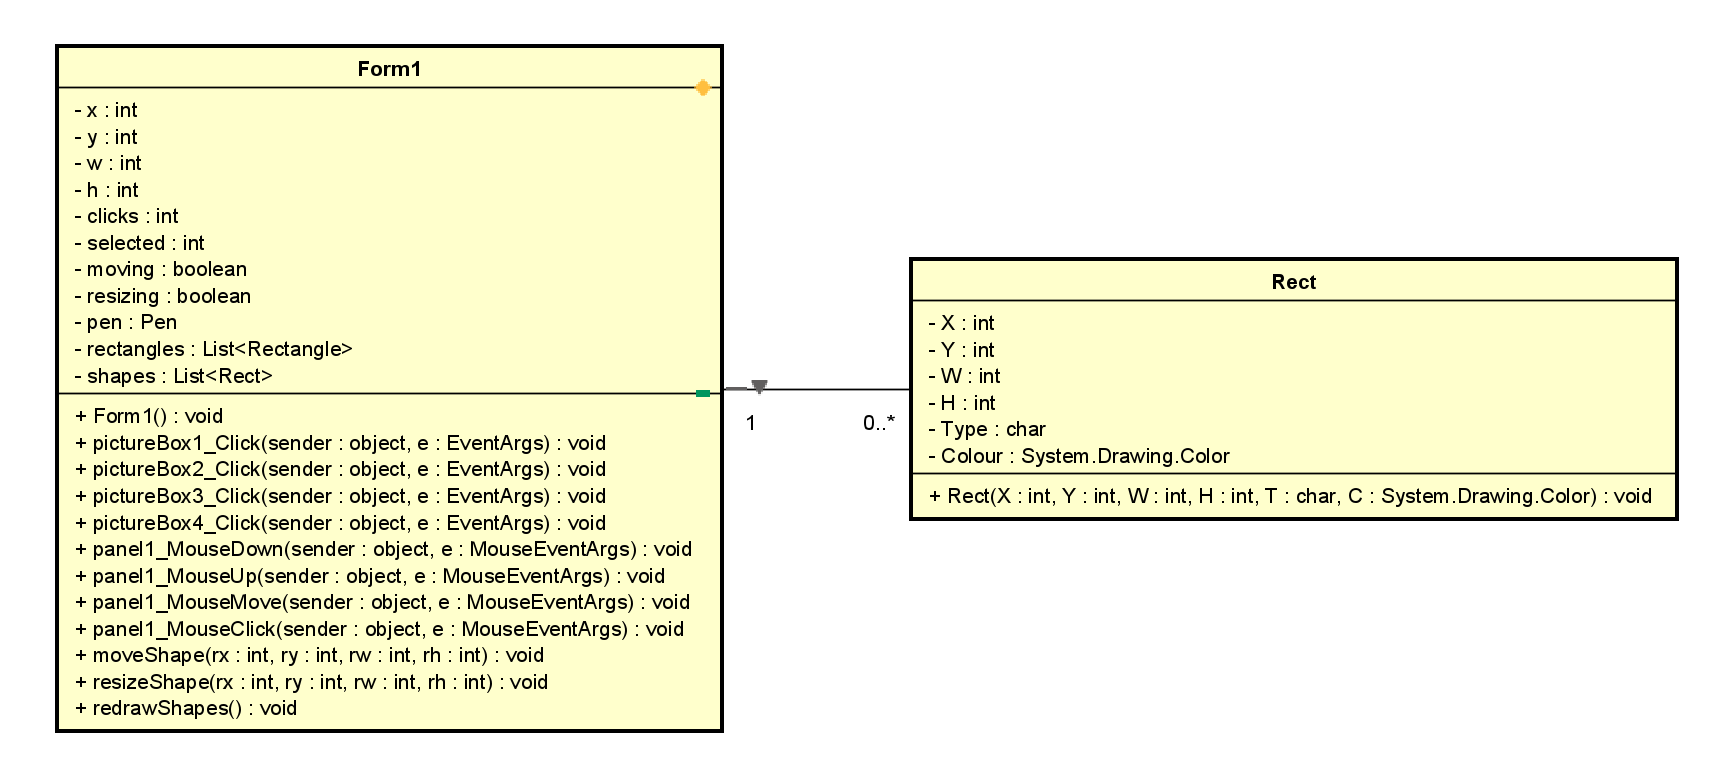 Form1
- x : int
- y : int
- w : int
- h : int
- clicks : int
- selected : int
- moving : boolean
- resizing : boolean
- pen : Pen
- rectangles : List<Rectangle>
- shapes : List<Rect>
+ Form1() : void
+ pictureBox1_Click(sender : object, e : EventArgs) : void
+ pictureBox2_Click(sender : object, e : EventArgs) : void
+ pictureBox3_Click(sender : object, e : EventArgs) : void
+ pictureBox4_Click(sender : object, e : EventArgs) : void
+ panel1_MouseDown(sender : object, e : MouseEventArgs) : void
+ panel1_MouseUp(sender : object, e : MouseEventArgs) : void
+ panel1_MouseMove(sender : object, e : MouseEventArgs) : void
+ panel1_MouseClick(sender : object, e : MouseEventArgs) : void
+ moveShape(rx : int, ry : int, rw : int, rh : int) : void
+ resizeShape(rx : int, ry : int, rw : int, rh : int) : void
+ redrawShapes() : void
1
0..*
Rect
- X : int
- Y : int
- W : int
- H : int
- Type : char
- Colour : System.Drawing.Color
+ Rect(X : int, Y : int, W : int, H : int, T : char, C : System.Drawing.Color) : void